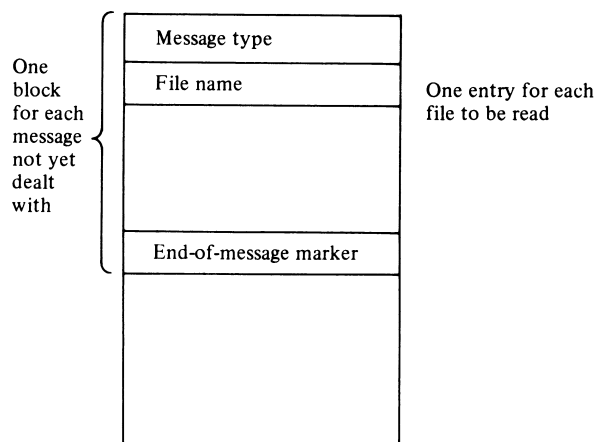 One
block
for each
message
not yet
dealt
with
Message type
File name
End-of-message marker
One entry for each
file to be read